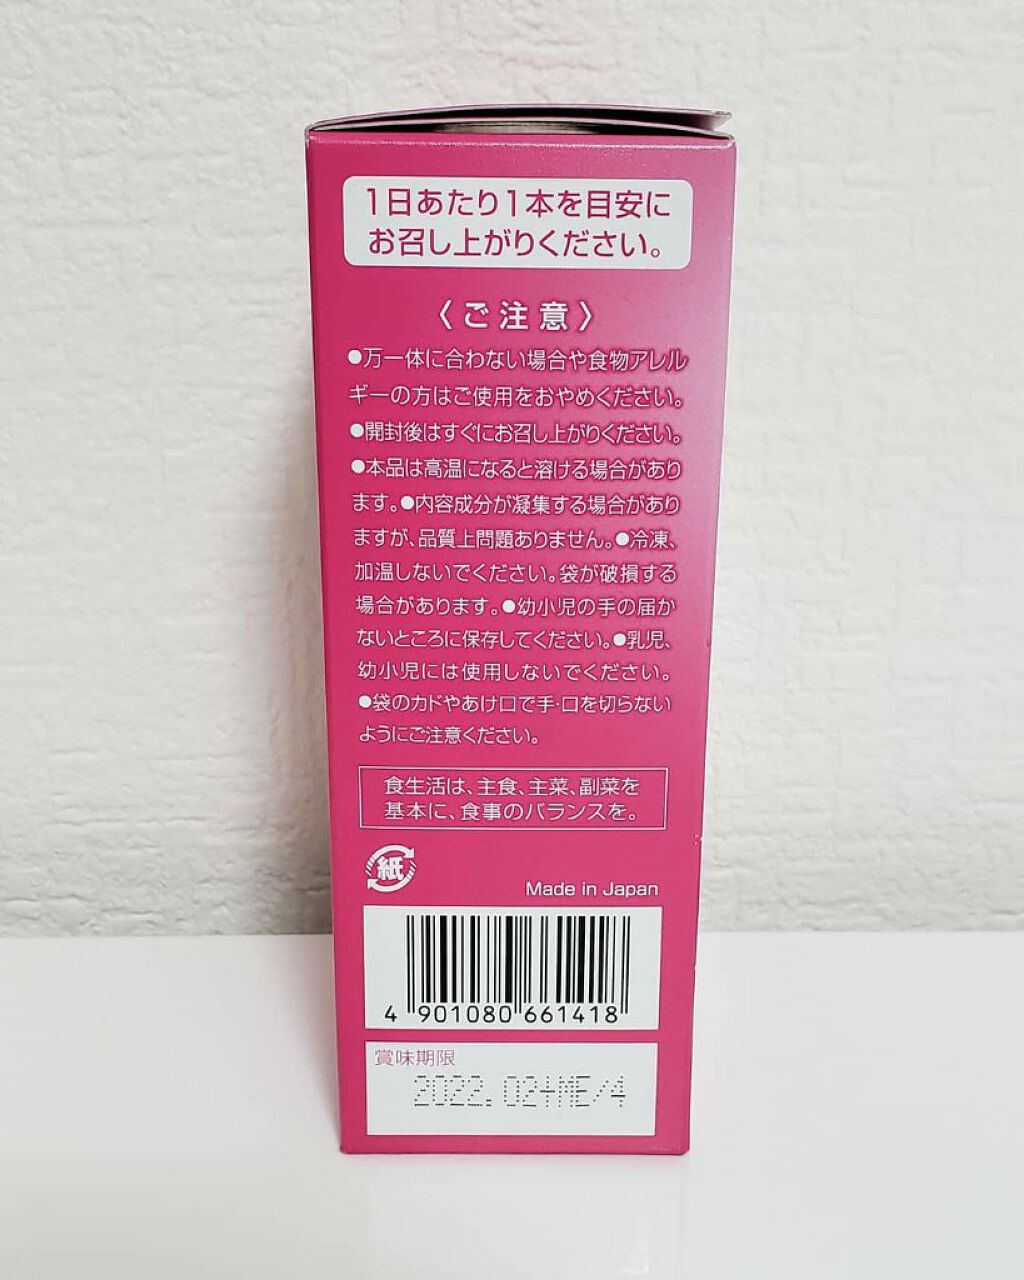 1日あたり1本を目安に
お召し上がりください。
〈ご注意〉
●万一体に合わない場合や食物アレル
ギーの方はご使用をおやめください。
●開封後はすぐにお召し上がりください。
●本品は高温になると溶ける場合があり
ます。●内容成分が凝集する場合があり
ますが、品質上問題ありません。●冷凍、
加温しないでください。袋が破損する
場合があります。●幼小児の手の届か
ないところに保存してください。●乳児、
幼小児には使用しないでください。
●袋のカドやあけ口で手・口を切らない
ようにご注意ください。
食生活は、主食、主菜、副菜を
基本に、食事のバランスを。
紙
Made in Japan
4 901080 661418
賞味期限
2022.02+ME/4